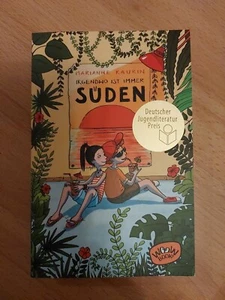 MARIANNE KAURIN
IRGENDWO IST IMMER
SÜDEN
Deutscher
Jugendliteratur
Preis
WOOW
BOOKS